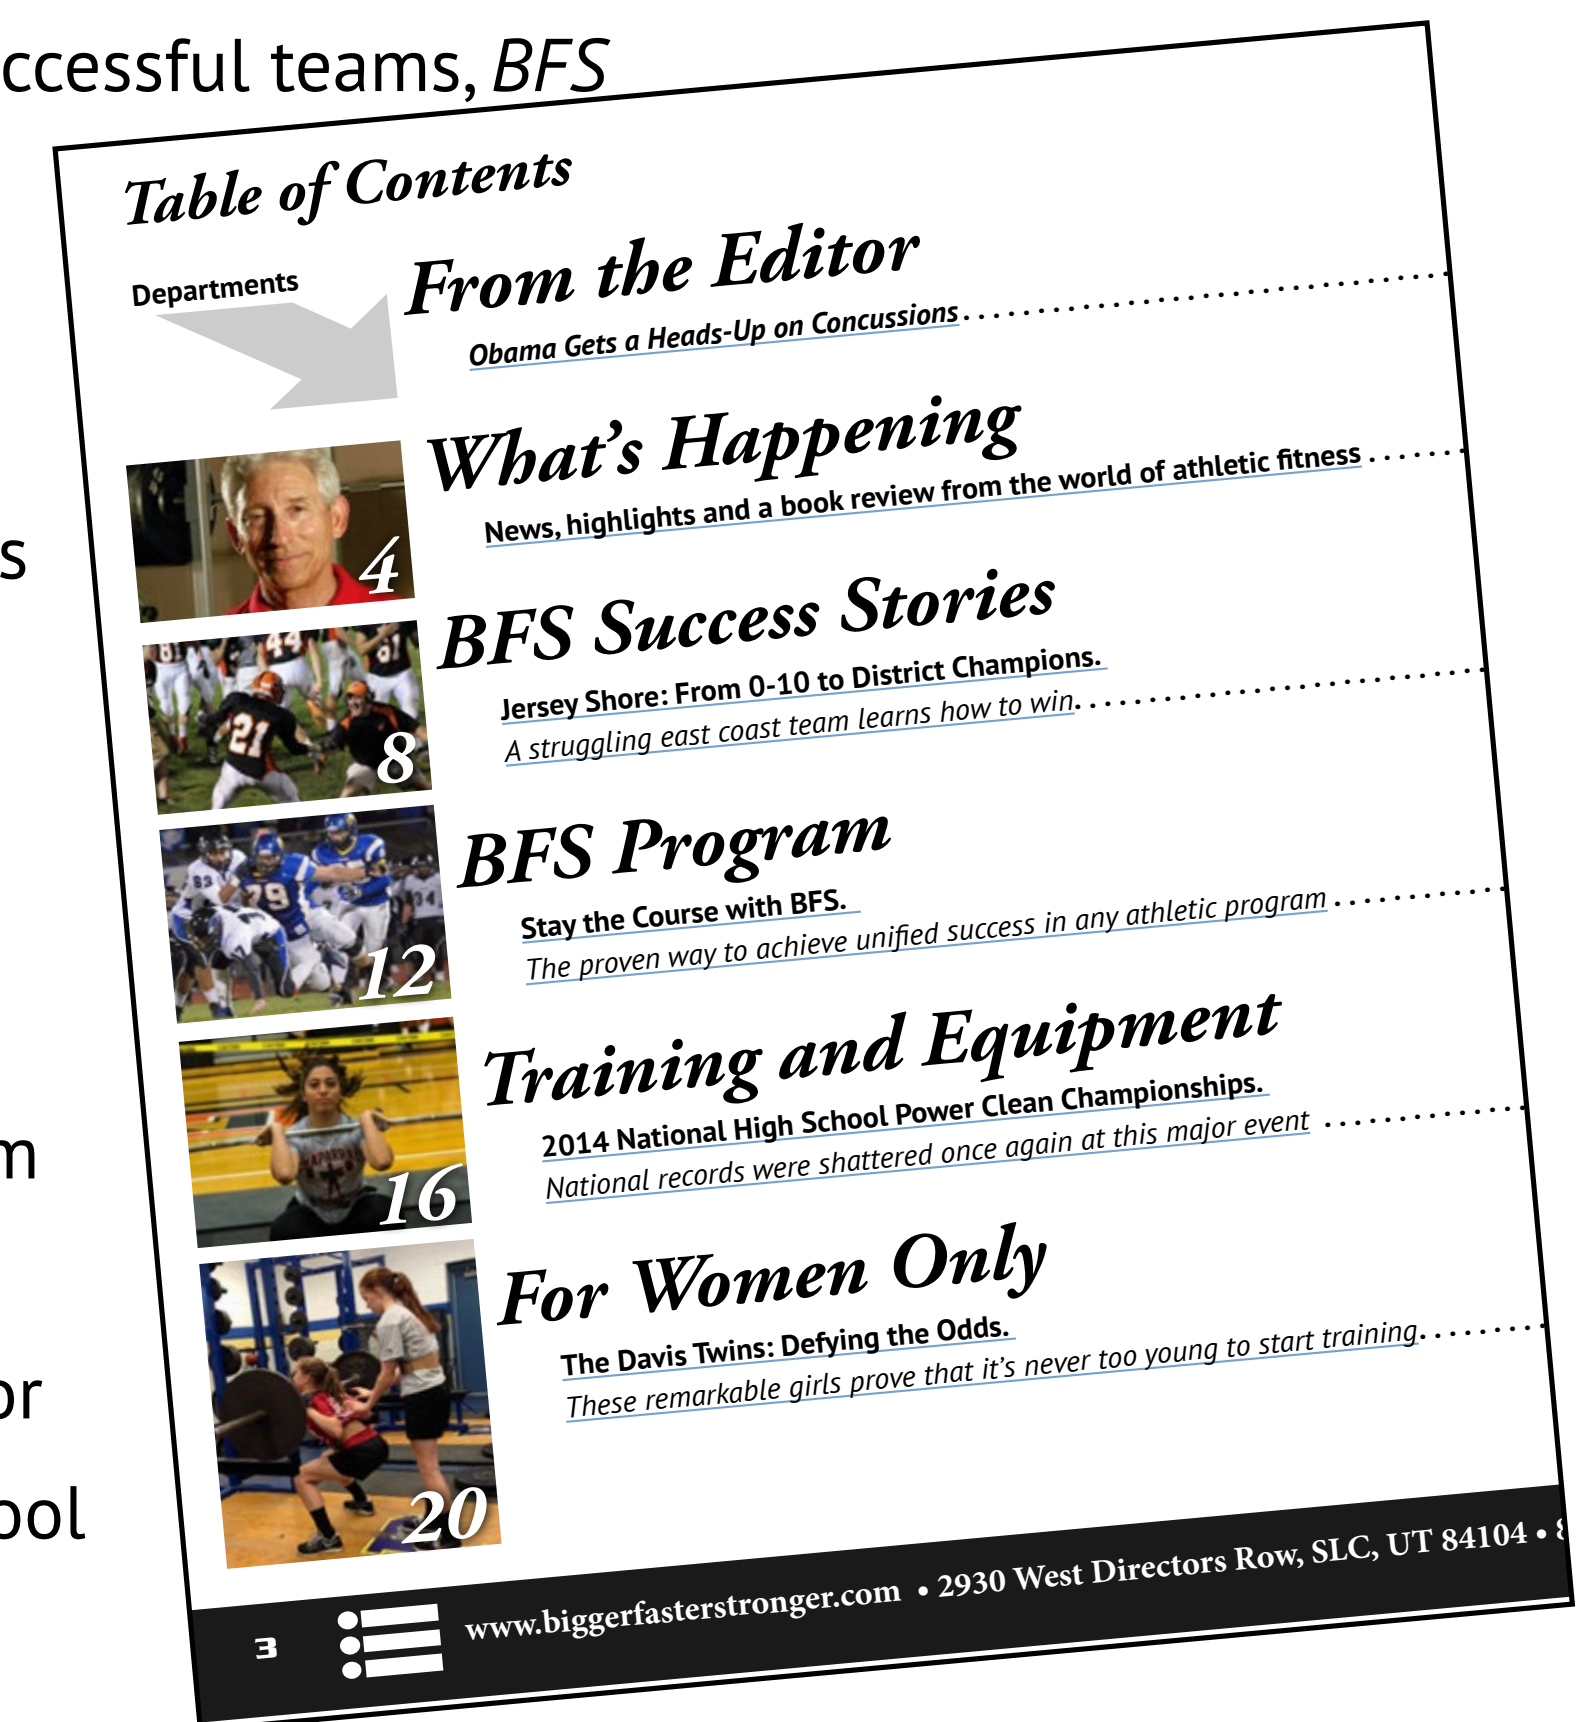 ccessful teams, BFS
s
m
or
ool
Table of Contents
Departments
From the Editor
Obama Gets a Heads-Up on Concussions
What's Happening
News, highlights and a book review from the world of athletic fitness
4
BFS Success Stories
Jersey Shore: From 0-10 to District Champions.
A struggling east coast team learns how to win
44
21
8
BFS Program
Stay the Course with BFS.
The proven way to achieve unified success in any athletic program
79
12
Training and Equipment
2014 National High School Power Clean Championships.
National records were shattered once again at this major event
16
For Women Only
The Davis Twins: Defying the Odds.
These remarkable girls prove that it's never too young to start training
20
3
www.biggerfasterstronger.com • 2930 West Directors Row, SLC, UT 84104 •